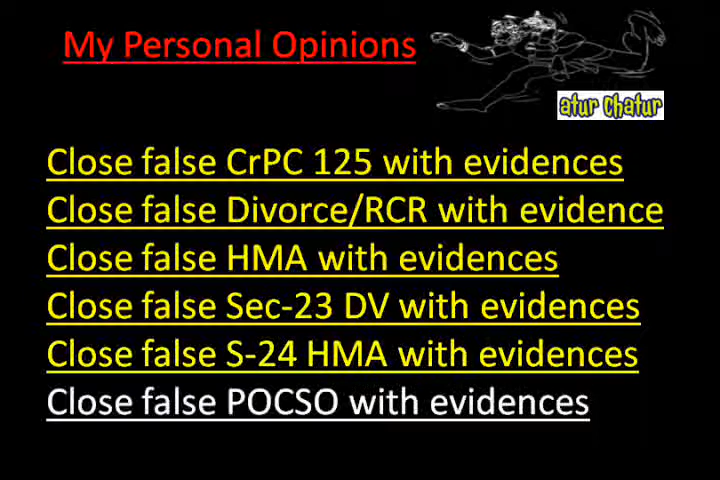 My Personal Opinions
atur chatur
Close false CrPC 125 with evidences
Close false Divorce/RCR with evidence
Close false HMA with evidences
Close false Sec-23 DV with evidences
Close false S-24 HMA with evidences
Close false POCSO with evidences